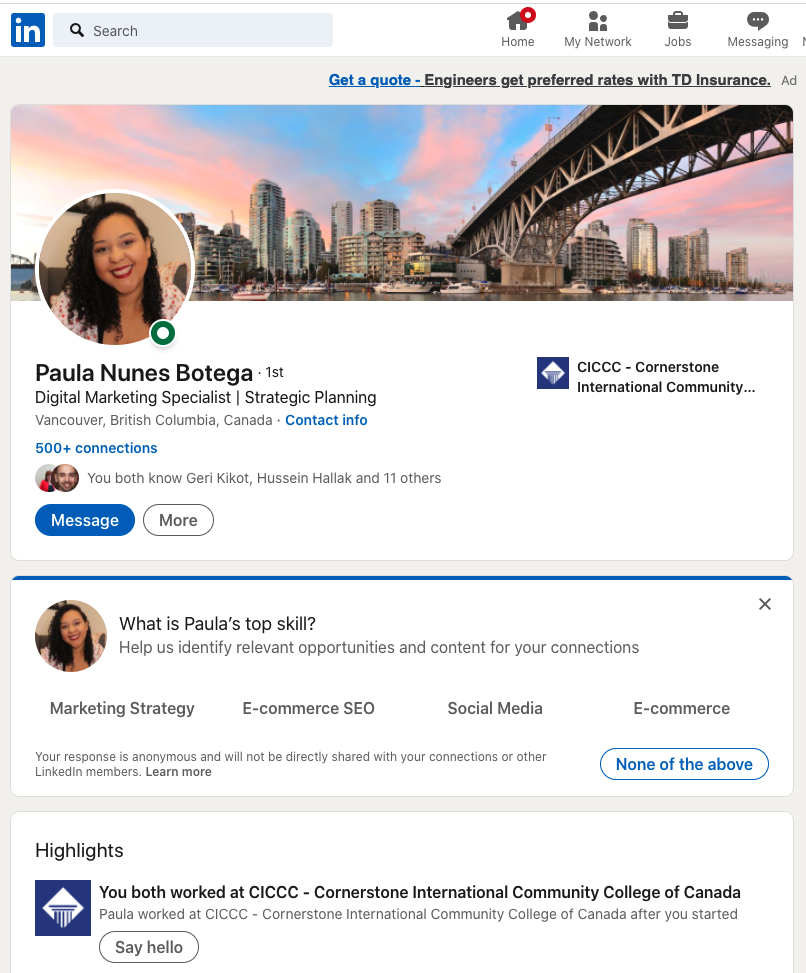 in
Search
Home
My Network
Jobs
Messaging
Get a quote - Engineers get preferred rates with TD Insurance. Ad
Paula Nunes Botega · 1st
Digital Marketing Specialist | Strategic Planning
Vancouver, British Columbia, Canada · Contact info
500+ connections
You both know Geri Kikot, Hussein Hallak and 11 others
Message
More
CICCC - Cornerstone
International Community...
What is Paula's top skill?
Help us identify relevant opportunities and content for your connections
Marketing Strategy
E-commerce SEO
Social Media
E-commerce
Your response is anonymous and will not be directly shared with your connections or other
LinkedIn members. Learn more
None of the above
Highlights
You both worked at CICCC - Cornerstone International Community College of Canada
Paula worked at CICCC - Cornerstone International Community College of Canada after you started
Say hello